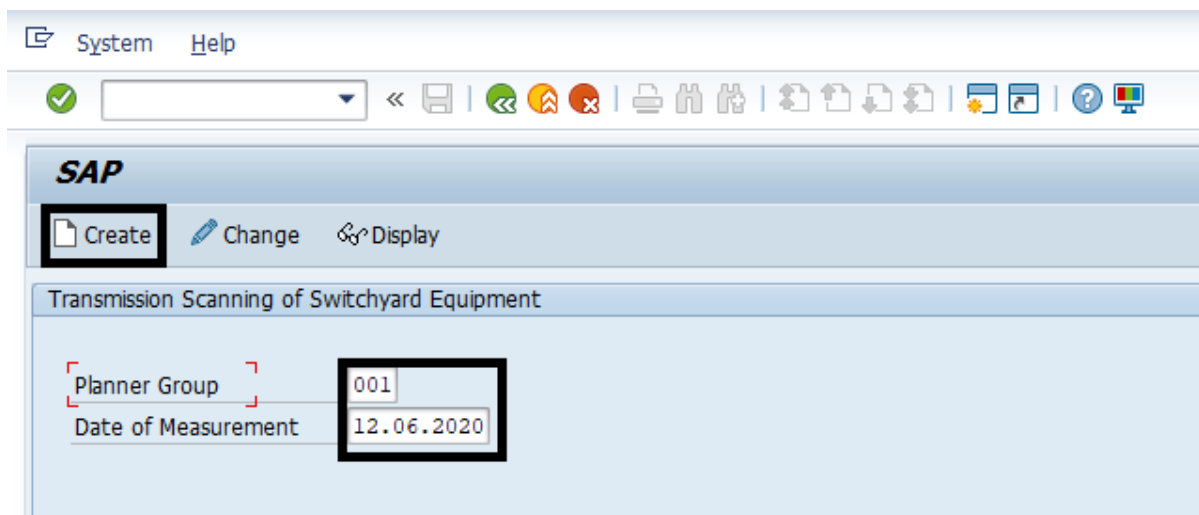 System Help
SAP
Create Change Display
Transmission Scanning of Switchyard Equipment
Planner Group 001
Date of Measurement 12.06.2020